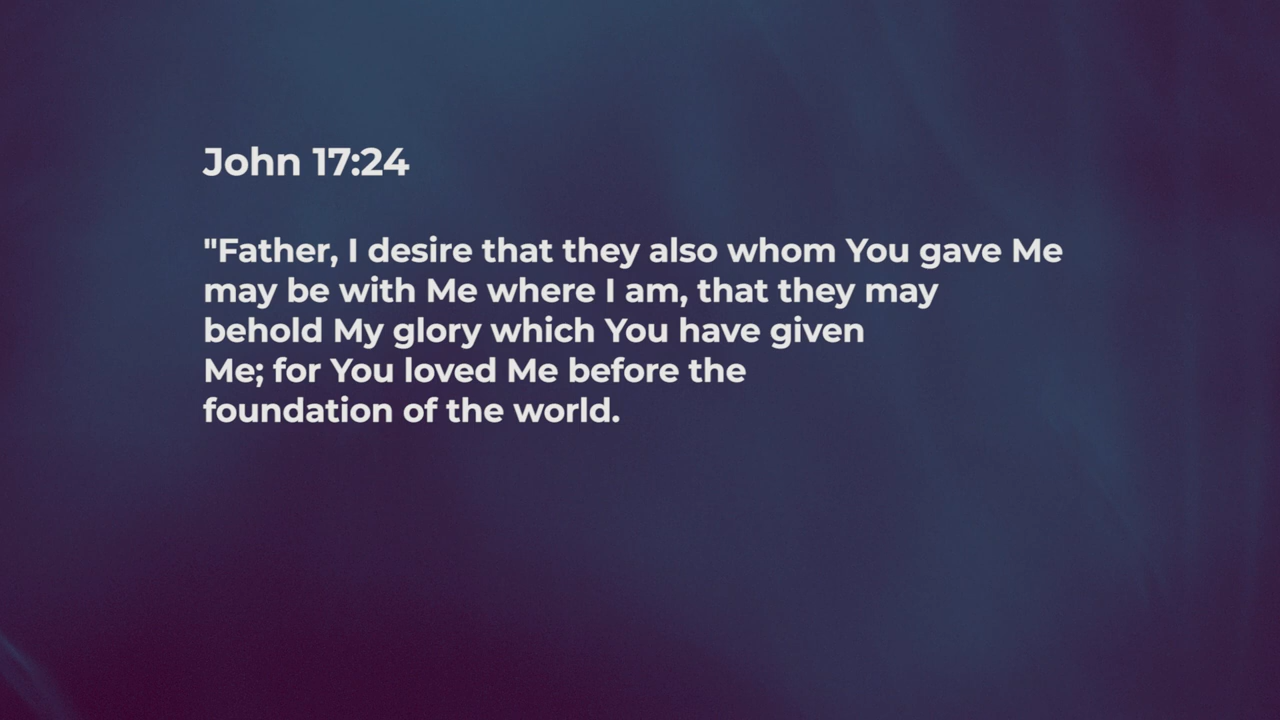 John 17:24
"Father, I desire that they also whom You gave Me
may be with Me where I am, that they may
behold My glory which You have given
Me; for You loved Me before the
foundation of the world.